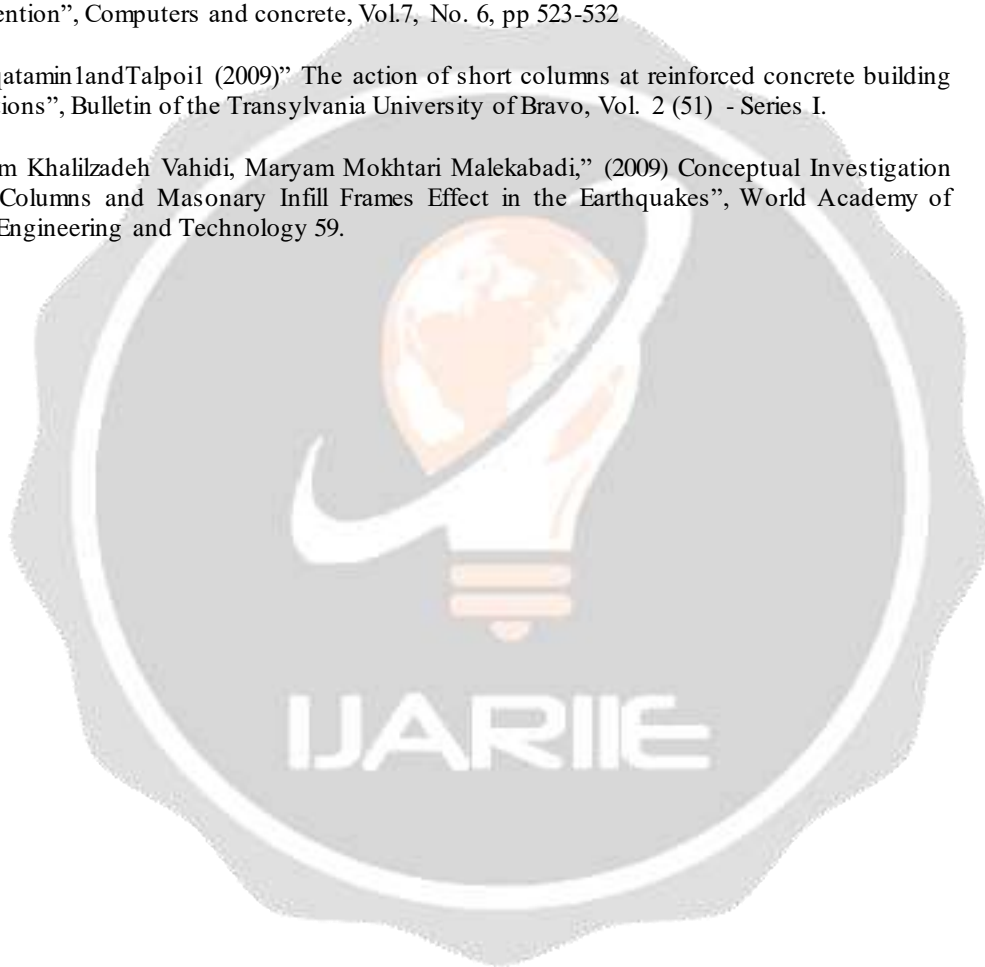 ention”, Computers and concrete, Vol.7, No. 6, pp 523-532
qatamin1andTalpoi1 (2009)” The action of short columns at reinforced concrete building
ions”, Bulletin of the Transylvania University of Bravo, Vol. 2 (51) - Series I.
m Khalilzadeh Vahidi, Maryam Mokhtari Malekabadi,” (2009) Conceptual Investigation
Columns and Masonary Infill Frames Effect in the Earthquakes”, World Academy of
Engineering and Technology 59.
IJARIIE